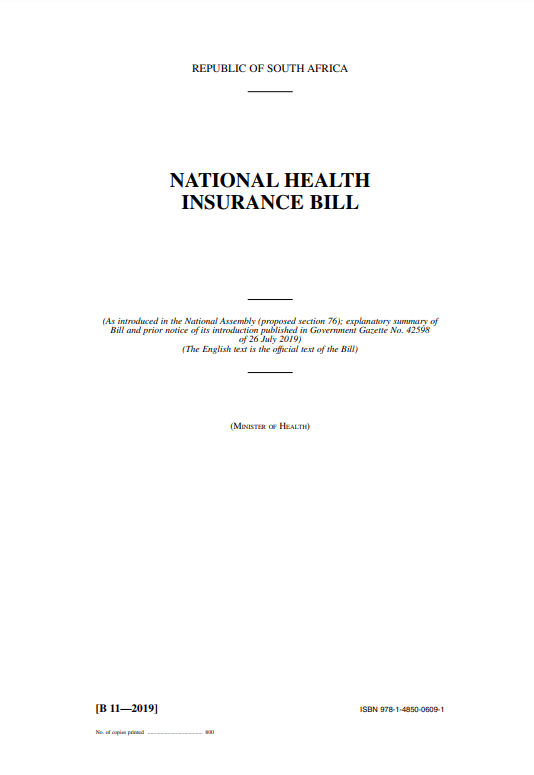 REPUBLIC OF SOUTH AFRICA
NATIONAL HEALTH
INSURANCE BILL
(As introduced in the National Assembly (proposed section 76); explanatory summary of
Bill and prior notice of its introduction published in Government Gazette No. 42598
of 26 July 2019)
(The English text is the official text of the Bill)
(MINISTER OF HEALTH)
[B 11—2019]
ISBN 978-1-4850-0609-1
No. of copies printed ......................................... 800